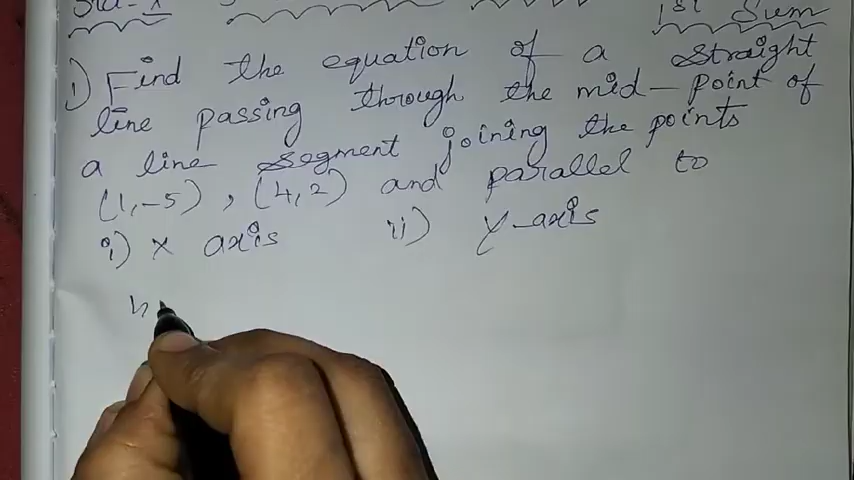 Std - X
1st Sum
1) Find the equation of a straight
line passing through the mid-point of
a line segment joining the points
(1,-5), (4,2) and parallel to
i) X axis ii) Y-axis